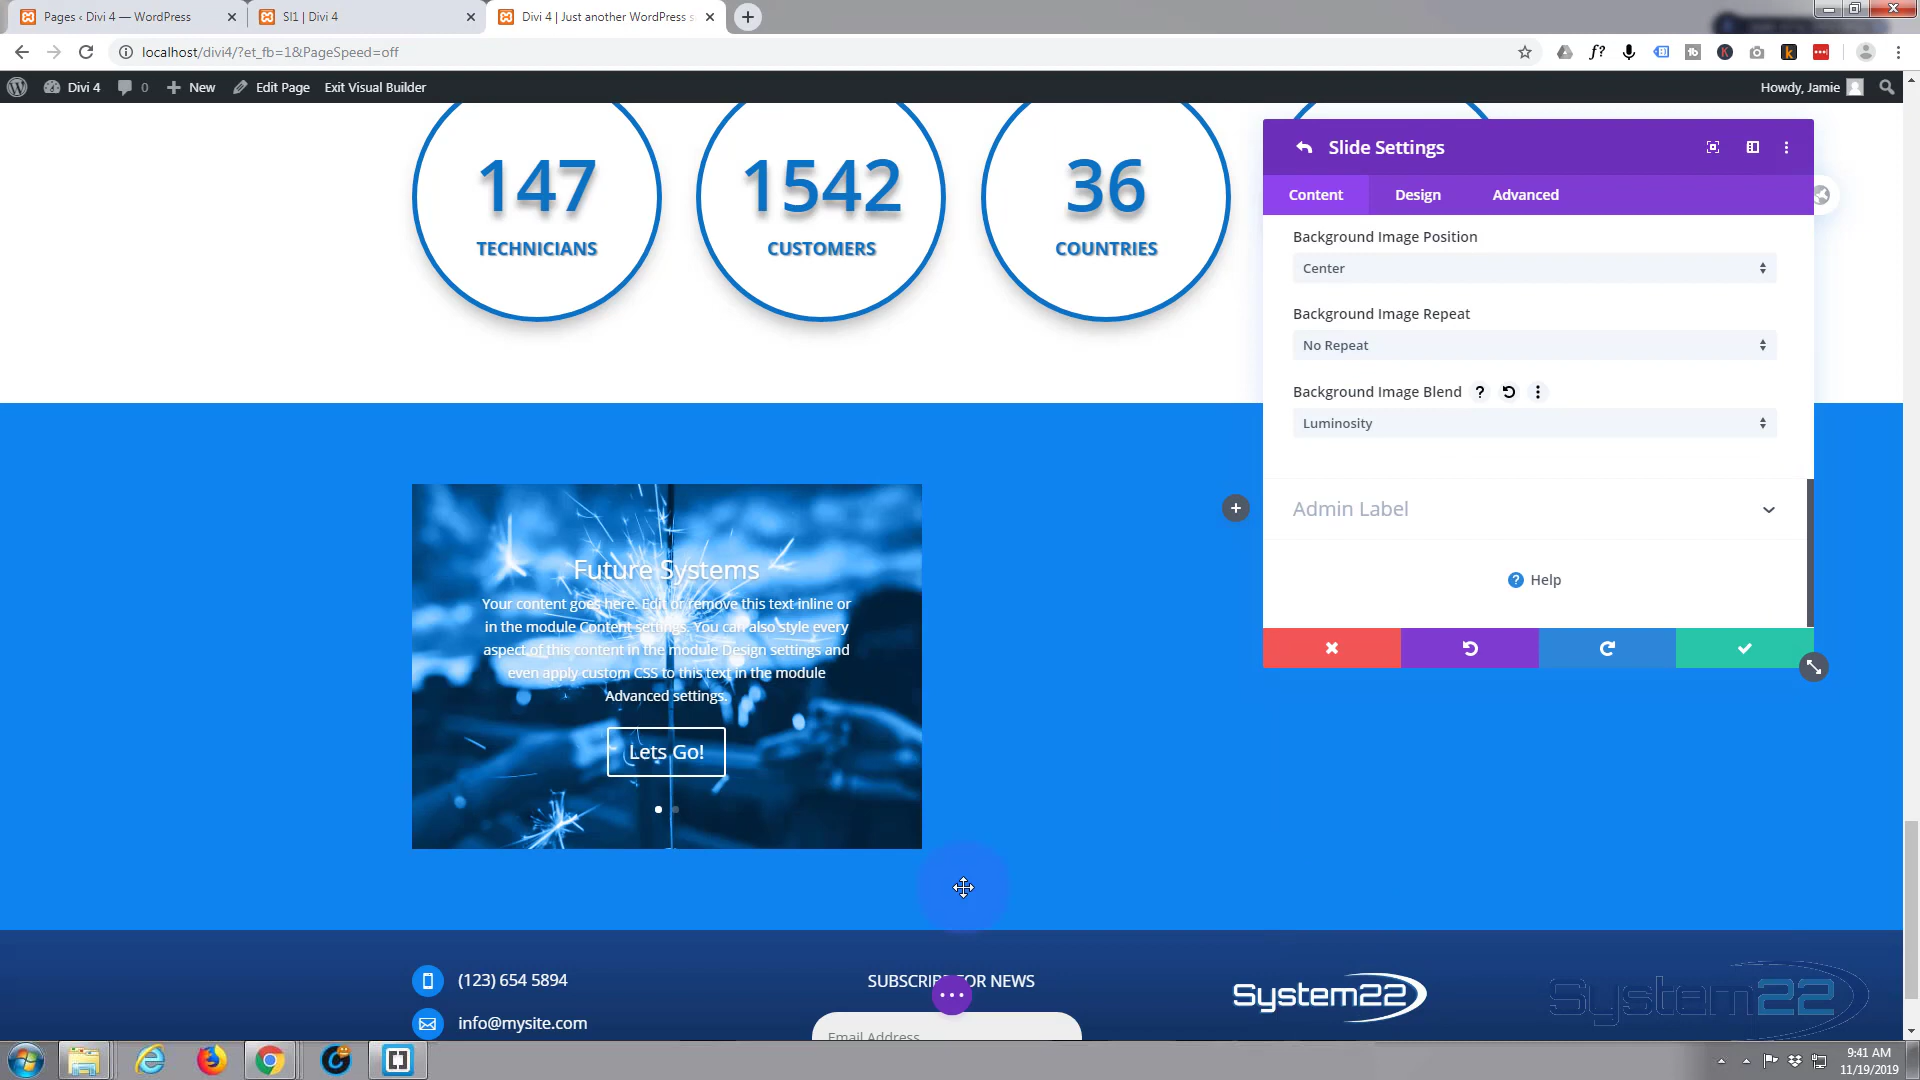 Pages ‹ Divi 4 — WordPress
SI1 | Divi 4
Divi 4 | Just another WordPress s
localhost/divi4/?et_fb=1&PageSpeed=off
Divi 4
0
New
Edit Page
Exit Visual Builder
Howdy, Jamie
147
TECHNICIANS
1542
CUSTOMERS
36
COUNTRIES
Slide Settings
Content
Design
Advanced
Background Image Position
Center
Background Image Repeat
No Repeat
Background Image Blend
Luminosity
Admin Label
Help
Future Systems
Your content goes here. Edit or remove this text inline or
in the module Content settings. You can also style every
aspect of this content in the module Design settings and
even apply custom CSS to this text in the module
Advanced settings.
Lets Go!
(123) 654 5894
info@mysite.com
SUBSCRIBE FOR NEWS
Email Address
System22
System22
9:41 AM
11/19/2019